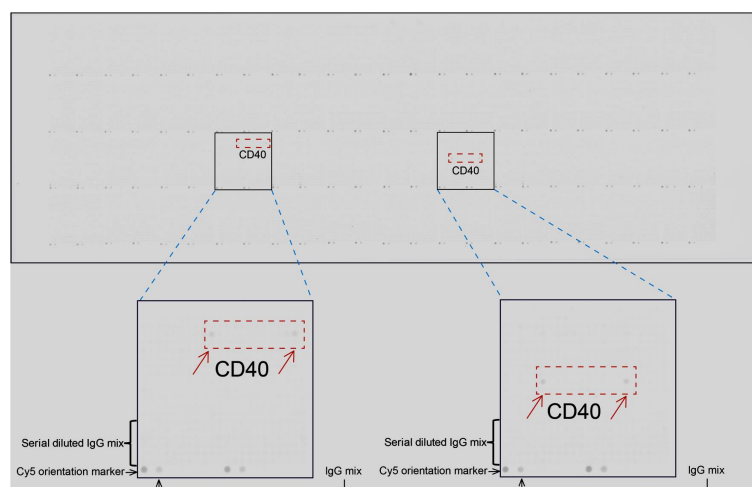 CD40
CD40
CD40
CD40
Serial diluted IgG mix
Cy5 orientation marker
IgG mix
Serial diluted IgG mix
Cy5 orientation marker
IgG mix